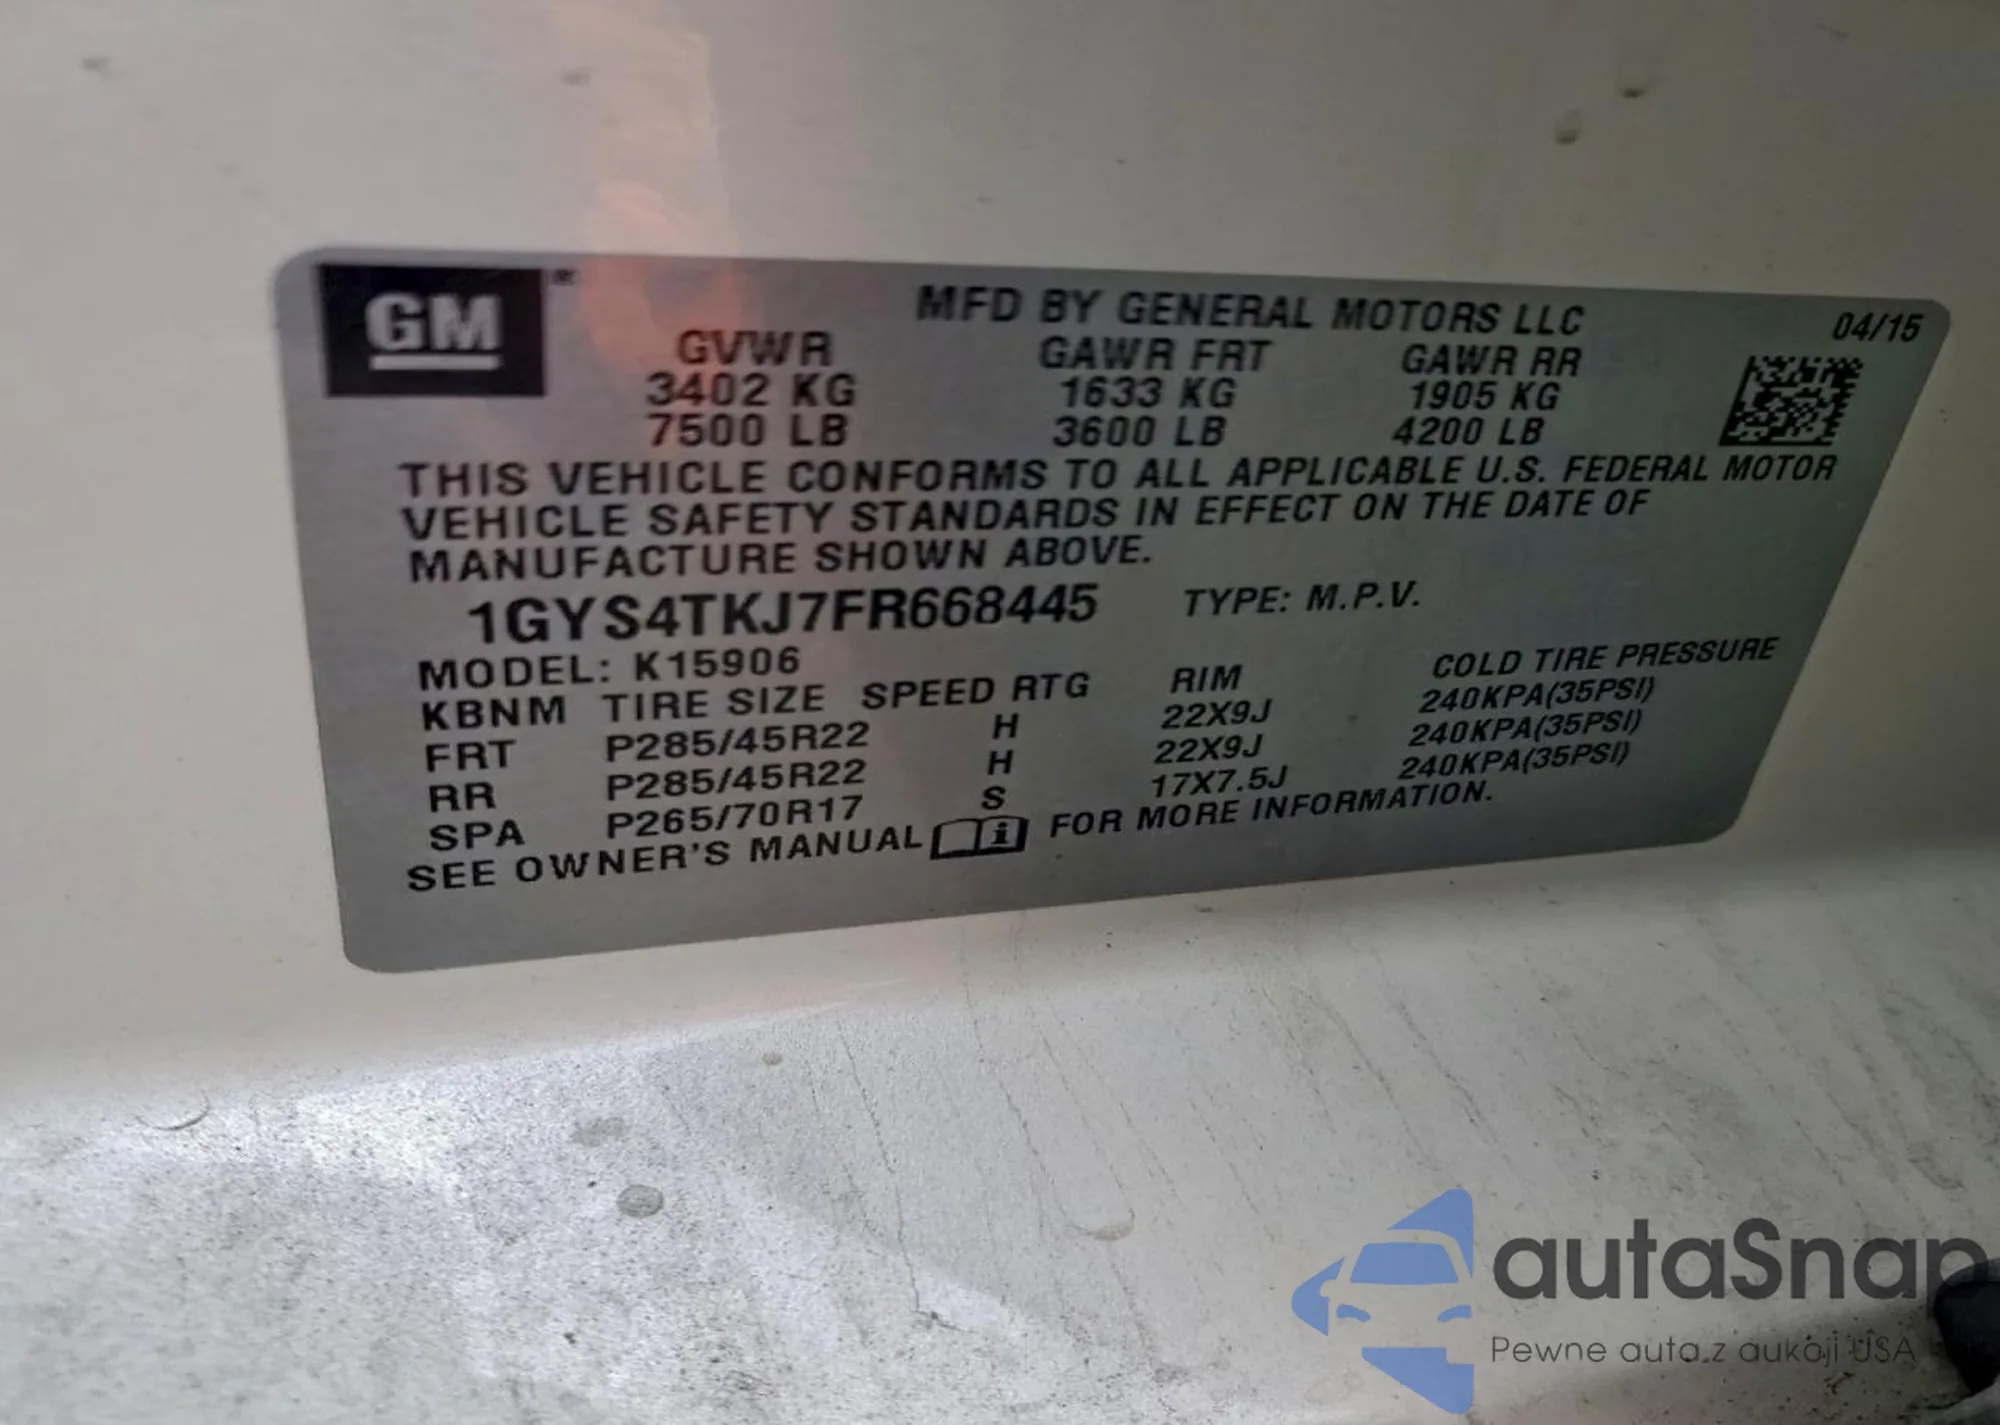 GM
MFD BY GENERAL MOTORS LLC 04/15
GVWR GAWR FRT GAWR RR
3402 KG 1633 KG 1905 KG
7500 LB 3600 LB 4200 LB
THIS VEHICLE CONFORMS TO ALL APPLICABLE U.S. FEDERAL MOTOR
VEHICLE SAFETY STANDARDS IN EFFECT ON THE DATE OF
MANUFACTURE SHOWN ABOVE.
1GYS4TKJ7FR668445 TYPE: M.P.V.
MODEL: K15906
KBNM TIRE SIZE SPEED RTG RIM COLD TIRE PRESSURE
FRT P285/45R22 H 22X9J 240KPA(35PSI)
RR P285/45R22 H 22X9J 240KPA(35PSI)
SPA P265/70R17 S 17X7.5J 240KPA(35PSI)
SEE OWNER'S MANUAL FOR MORE INFORMATION.
autaSnap
Pewne auta z aukcji USA